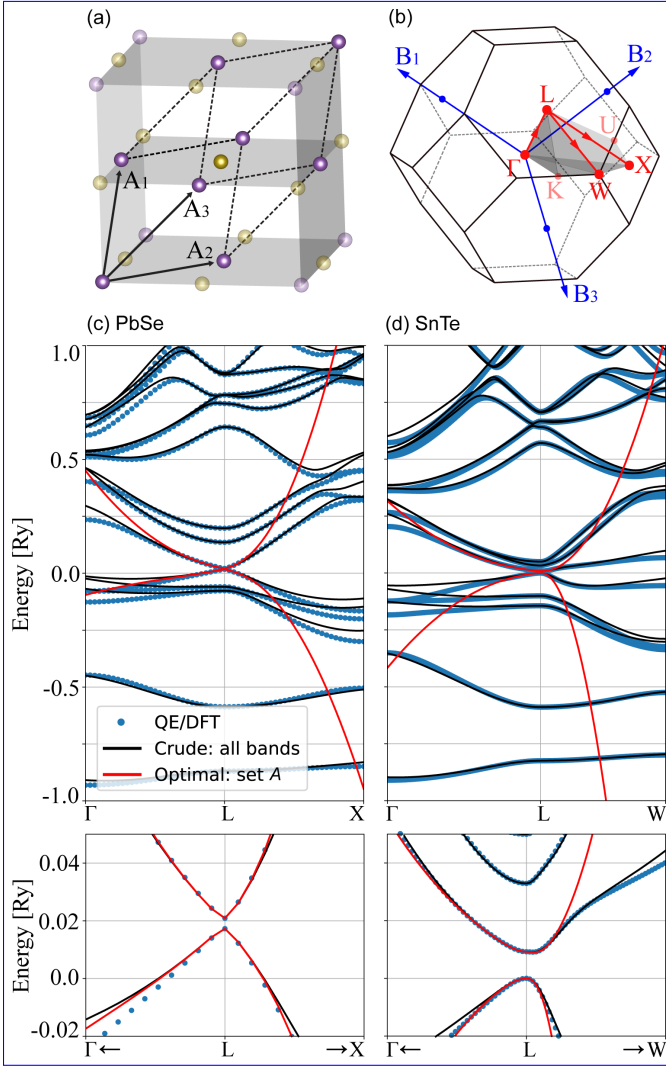 (a)
(b)
B1
B2
L
U
Γ
X
K
W
B3
A1
A3
A2
(c) PbSe
(d) SnTe
Energy [Ry]
1.0
0.5
0.0
-0.5
-1.0
QE/DFT
Crude: all bands
Optimal: set A
Γ L X
Γ L W
Energy [Ry]
0.04
0.02
0.0
-0.02
Γ← L →X
Γ← L →W